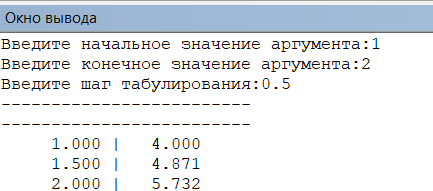 Окно вывода
Введите начальное значение аргумента:1
Введите конечное значение аргумента:2
Введите шаг табулирования:0.5
-------------------------
-------------------------
1.000 | 4.000
1.500 | 4.871
2.000 | 5.732